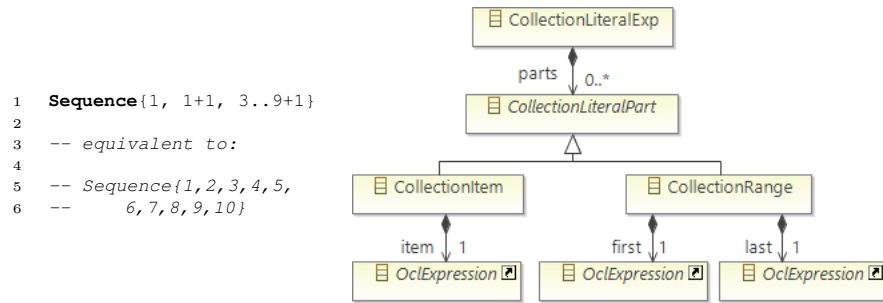 1 Sequence{1, 1+1, 3..9+1}
2
3 -- equivalent to:
4
5 -- Sequence{1,2,3,4,5,
6 -- 6,7,8,9,10}
CollectionLiteralExp
parts 0..*
CollectionLiteralPart
CollectionItem CollectionRange
item 1 first 1 last 1
OclExpression OclExpression OclExpression